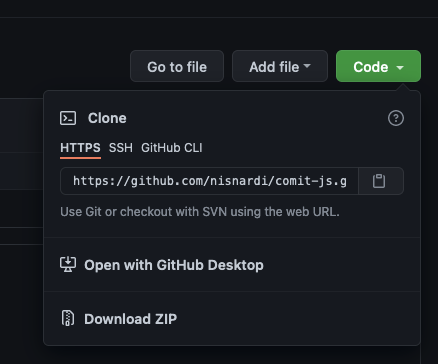 Go to file Add file Code
Clone
HTTPS SSH GitHub CLI
https://github.com/nisnardi/comit-js.g
Use Git or checkout with SVN using the web URL.
Open with GitHub Desktop
Download ZIP